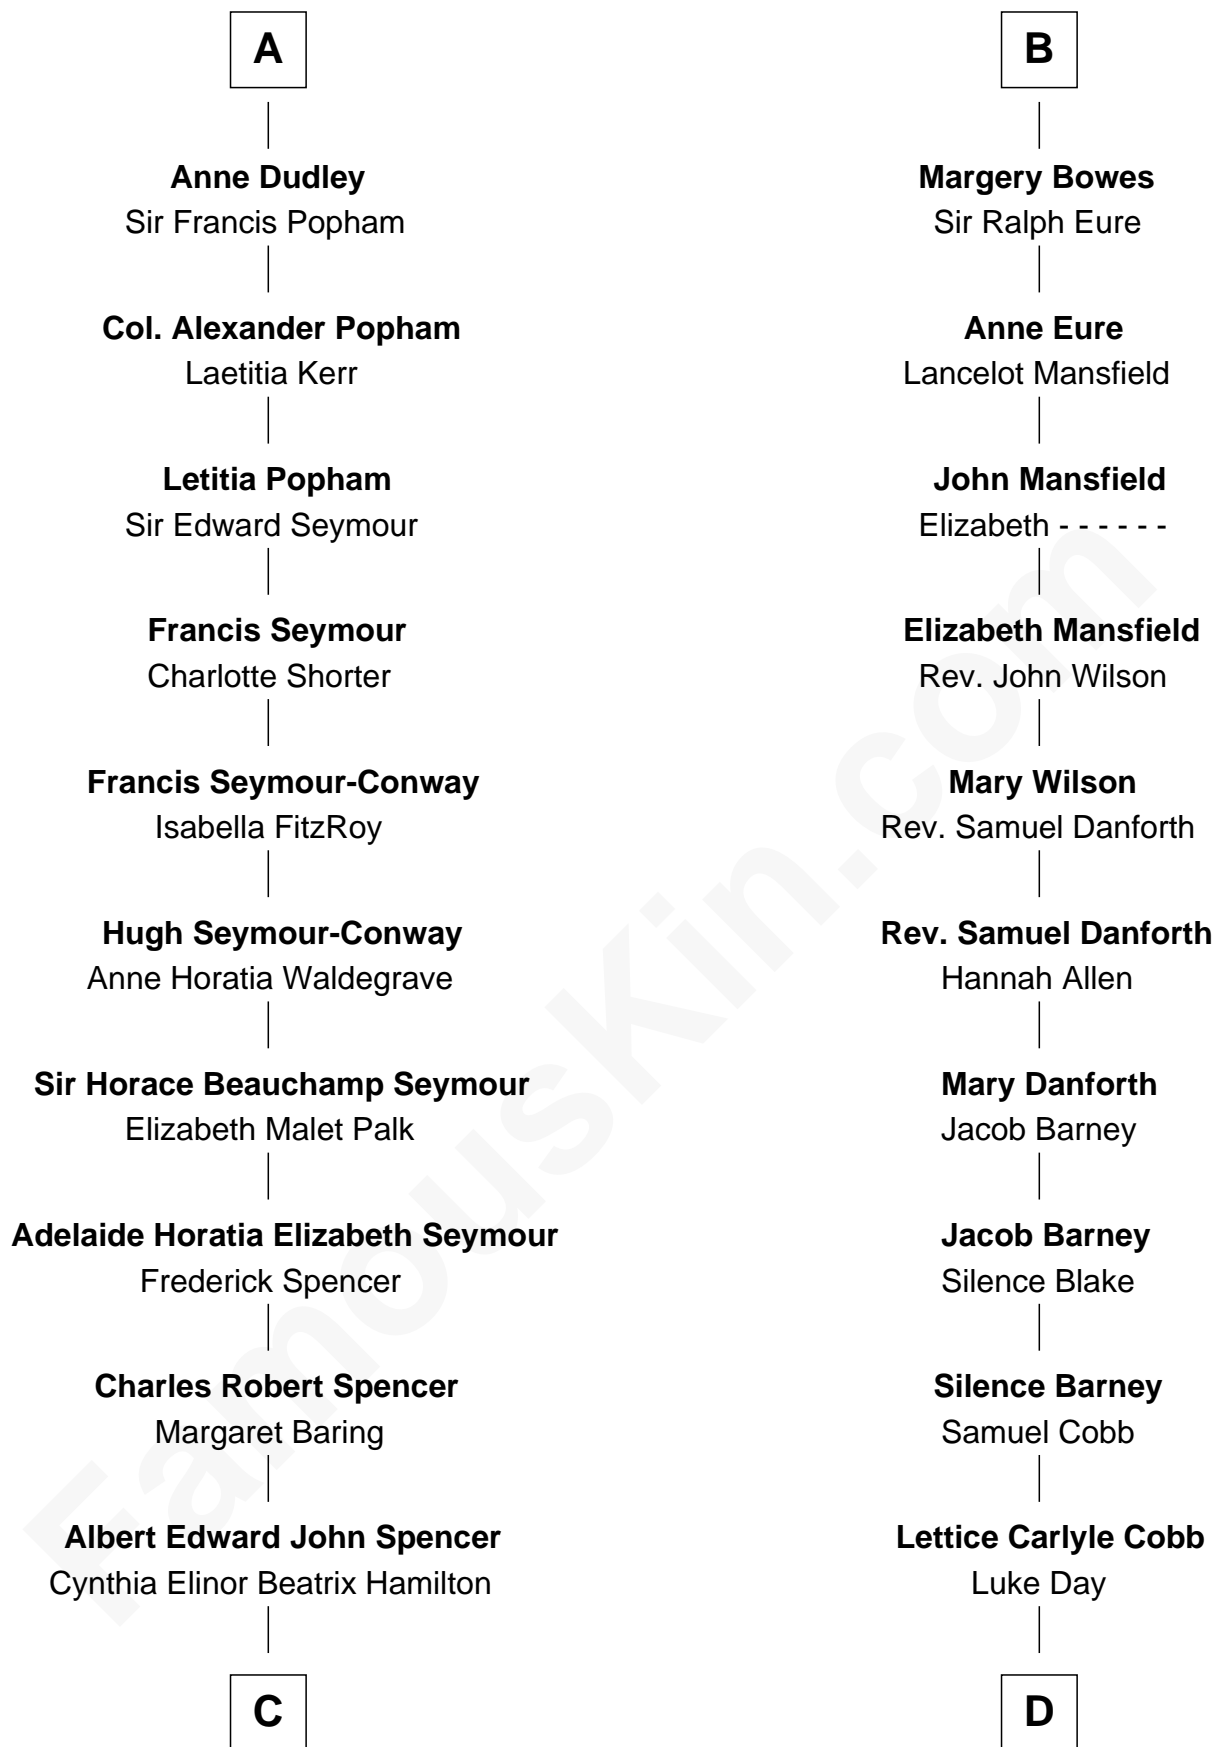 A
Anne Dudley
Sir Francis Popham
Col. Alexander Popham
Laetitia Kerr
Letitia Popham
Sir Edward Seymour
Francis Seymour
Charlotte Shorter
Francis Seymour-Conway
Isabella FitzRoy
Hugh Seymour-Conway
Anne Horatia Waldegrave
Sir Horace Beauchamp Seymour
Elizabeth Malet Palk
Adelaide Horatia Elizabeth Seymour
Frederick Spencer
Charles Robert Spencer
Margaret Baring
Albert Edward John Spencer
Cynthia Elinor Beatrix Hamilton
C
B
Margery Bowes
Sir Ralph Eure
Anne Eure
Lancelot Mansfield
John Mansfield
Elizabeth - - - - - -
Elizabeth Mansfield
Rev. John Wilson
Mary Wilson
Rev. Samuel Danforth
Rev. Samuel Danforth
Hannah Allen
Mary Danforth
Jacob Barney
Jacob Barney
Silence Blake
Silence Barney
Samuel Cobb
Lettice Carlyle Cobb
Luke Day
D
FamousKin.com